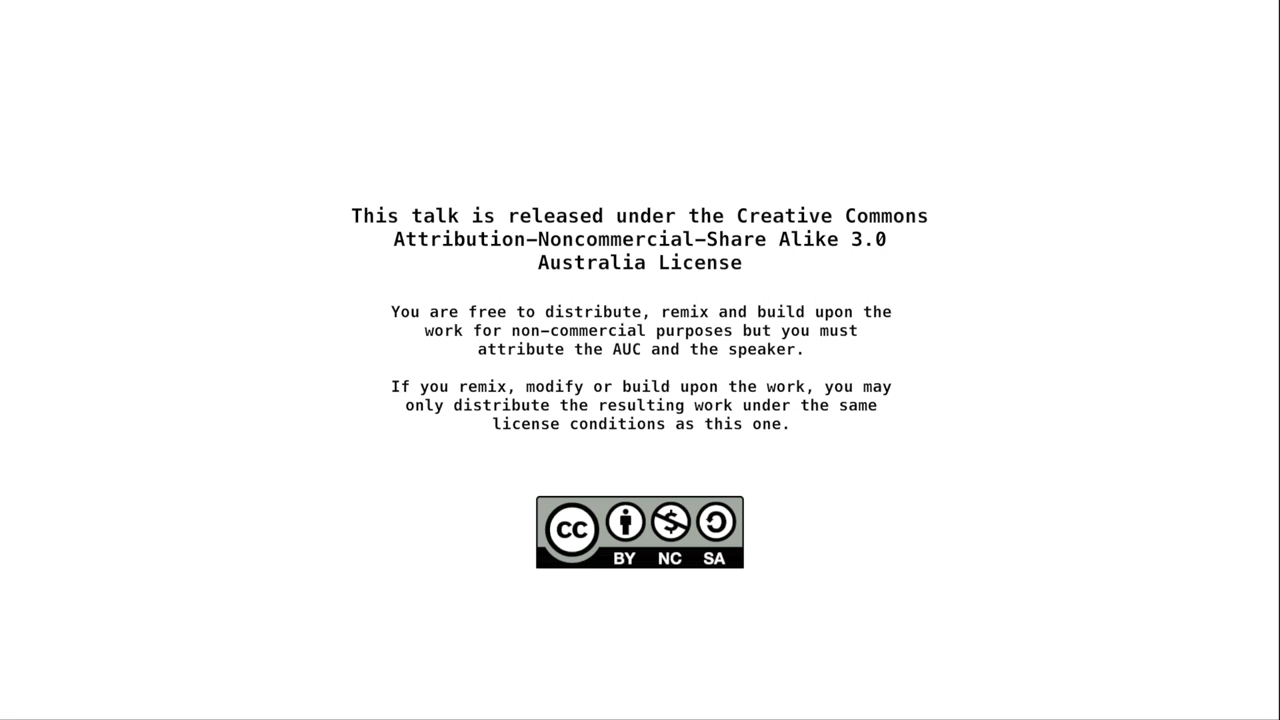 This talk is released under the Creative Commons
Attribution–Noncommercial–Share Alike 3.0
Australia License
You are free to distribute, remix and build upon the
work for non-commercial purposes but you must
attribute the AUC and the speaker.
If you remix, modify or build upon the work, you may
only distribute the resulting work under the same
license conditions as this one.
CC
BY NC SA